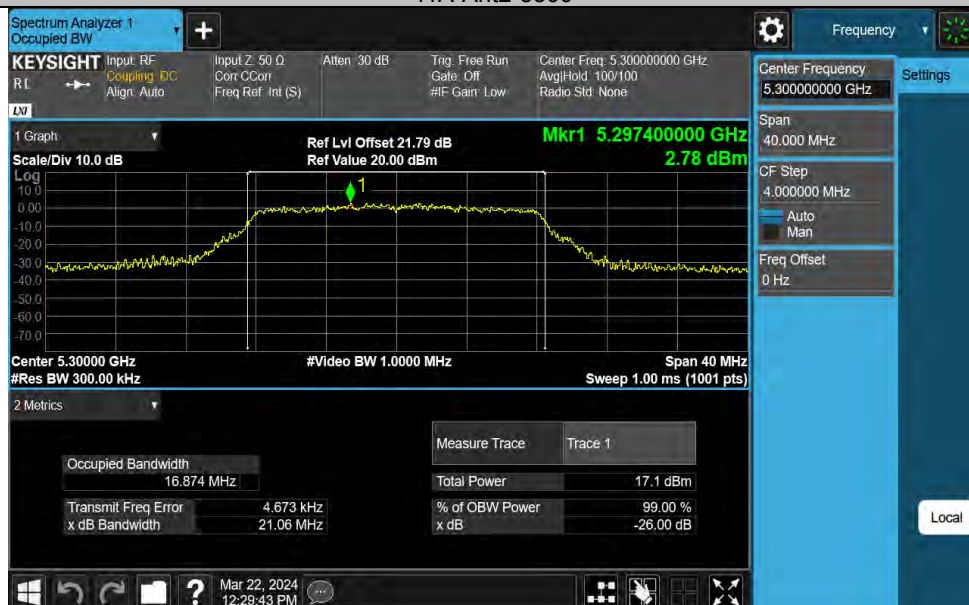 Spectrum Analyzer 1
Occupied BW
Frequency
KEYSIGHT
Input: RF
Coupling: DC
Align: Auto
Input Z: 50 Ω
Corr CCorr
Freq Ref: Int (S)
Atten: 30 dB
Trig: Free Run
Gate: Off
#IF Gain: Low
Center Freq: 5.300000000 GHz
Avg|Hold: 100/100
Radio Std: None
LXI
1 Graph
Scale/Div 10.0 dB
Ref Lvl Offset 21.79 dB
Ref Value 20.00 dBm
Mkr1 5.297400000 GHz
2.78 dBm
Log
10.0
0.00
-10.0
-20.0
-30.0
-40.0
-50.0
-60.0
-70.0
1
Center 5.30000 GHz
#Res BW 300.00 kHz
#Video BW 1.0000 MHz
Span 40 MHz
Sweep 1.00 ms (1001 pts)
2 Metrics
Measure Trace Trace 1
Occupied Bandwidth
16.874 MHz
Total Power 17.1 dBm
Transmit Freq Error 4.673 kHz
% of OBW Power 99.00 %
x dB Bandwidth 21.06 MHz
x dB -26.00 dB
Center Frequency
5.300000000 GHz
Settings
Span
40.000 MHz
CF Step
4.000000 MHz
Auto
Man
Freq Offset
0 Hz
Local
?
Mar 22, 2024
12:29:43 PM